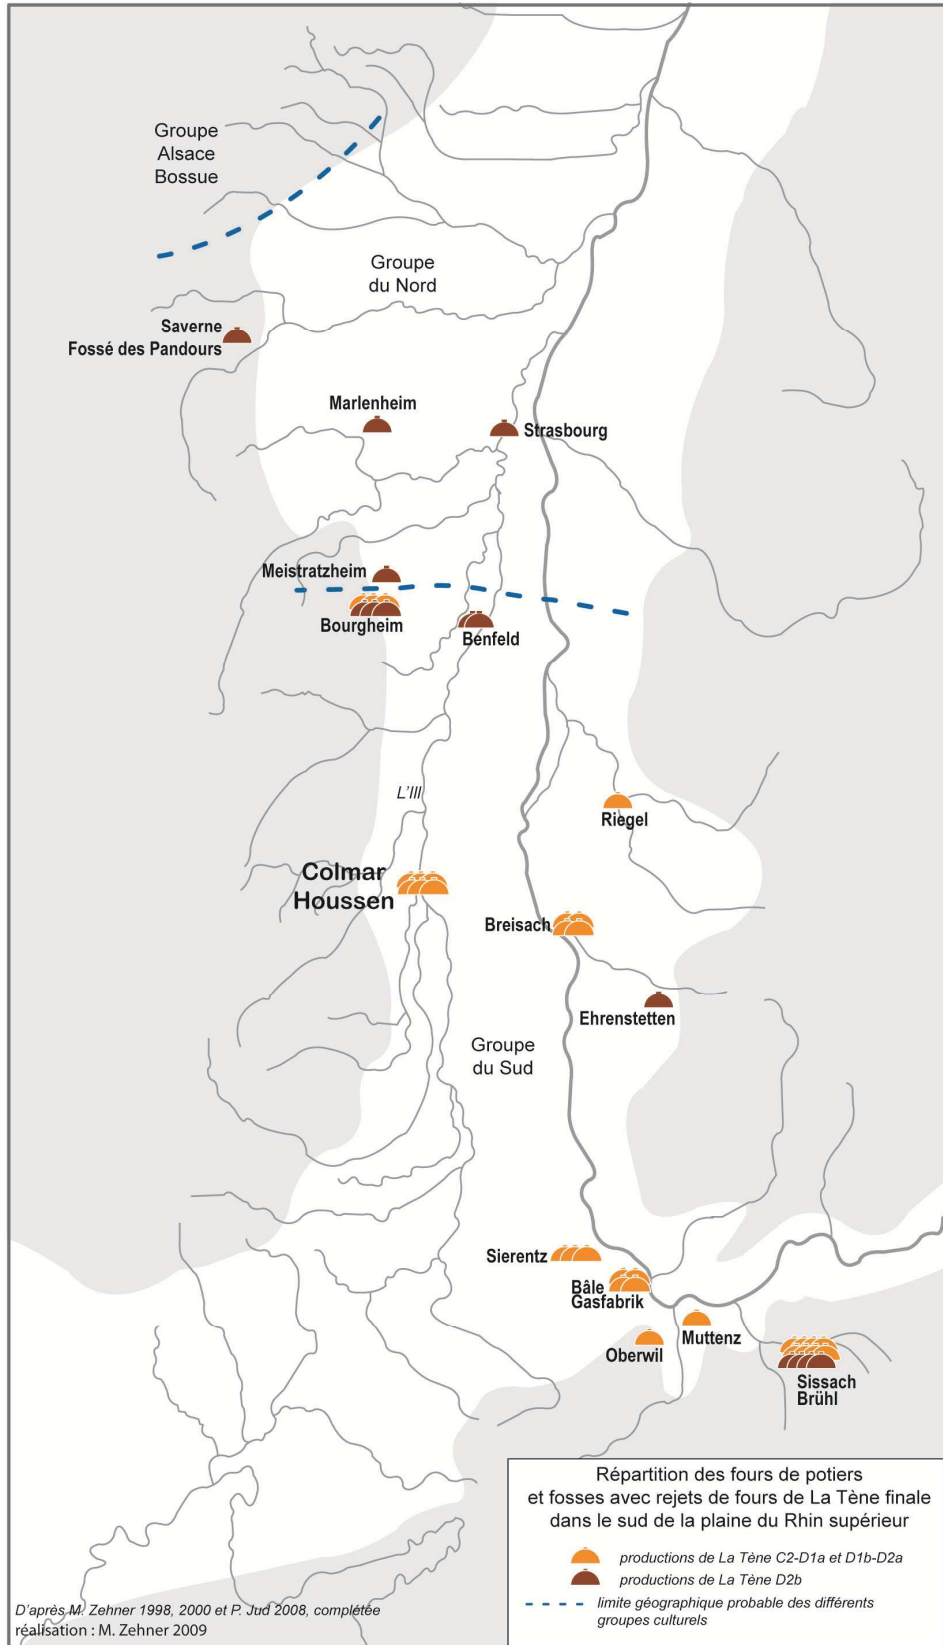 Groupe
Alsace
Bossue
Groupe
du Nord
Saverne
Fossé des Pandours
Marlenheim
Strasbourg
Meistratzheim
Bourgheim
Benfeld
L'Ill
Riegel
Colmar
Houssen
Breisach
Ehrenstetten
Groupe
du Sud
Sierentz
Bâle
Gasfabrik
Muttenz
Oberwil
Sissach
Brühl
Répartition des fours de potiers
et fosses avec rejets de fours de La Tène finale
dans le sud de la plaine du Rhin supérieur
productions de La Tène C2-D1a et D1b-D2a
productions de La Tène D2b
limite géographique probable des différents
groupes culturels
D'après M. Zehner 1998, 2000 et P. Jud 2008, complétée
réalisation : M. Zehner 2009